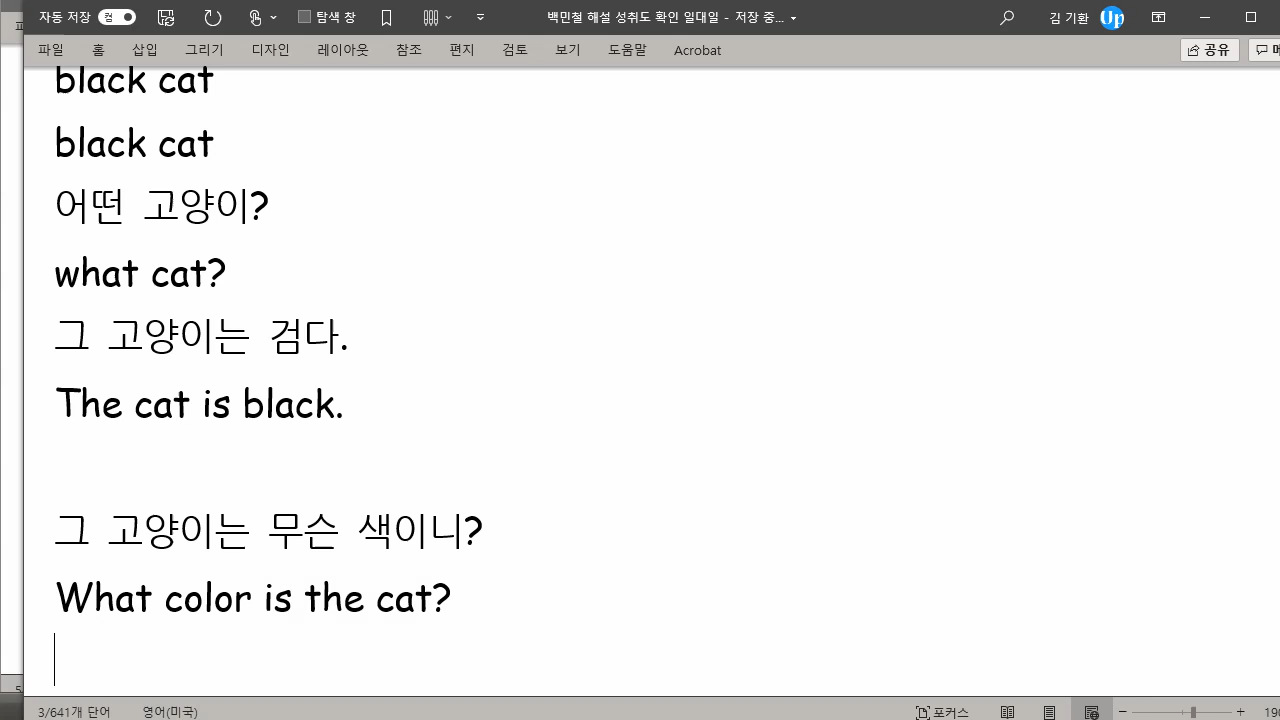 자동 저장 컴 탐색 창 백민철 해설 성취도 확인 일대일 - 저장 중... 김 기환 Up
파일 홈 삽입 그리기 디자인 레이아웃 참조 편지 검토 보기 도움말 Acrobat 공유
black cat
black cat
어떤 고양이?
what cat?
그 고양이는 검다.
The cat is black.
그 고양이는 무슨 색이니?
What color is the cat?
3/641개 단어 영어(미국) 포커스